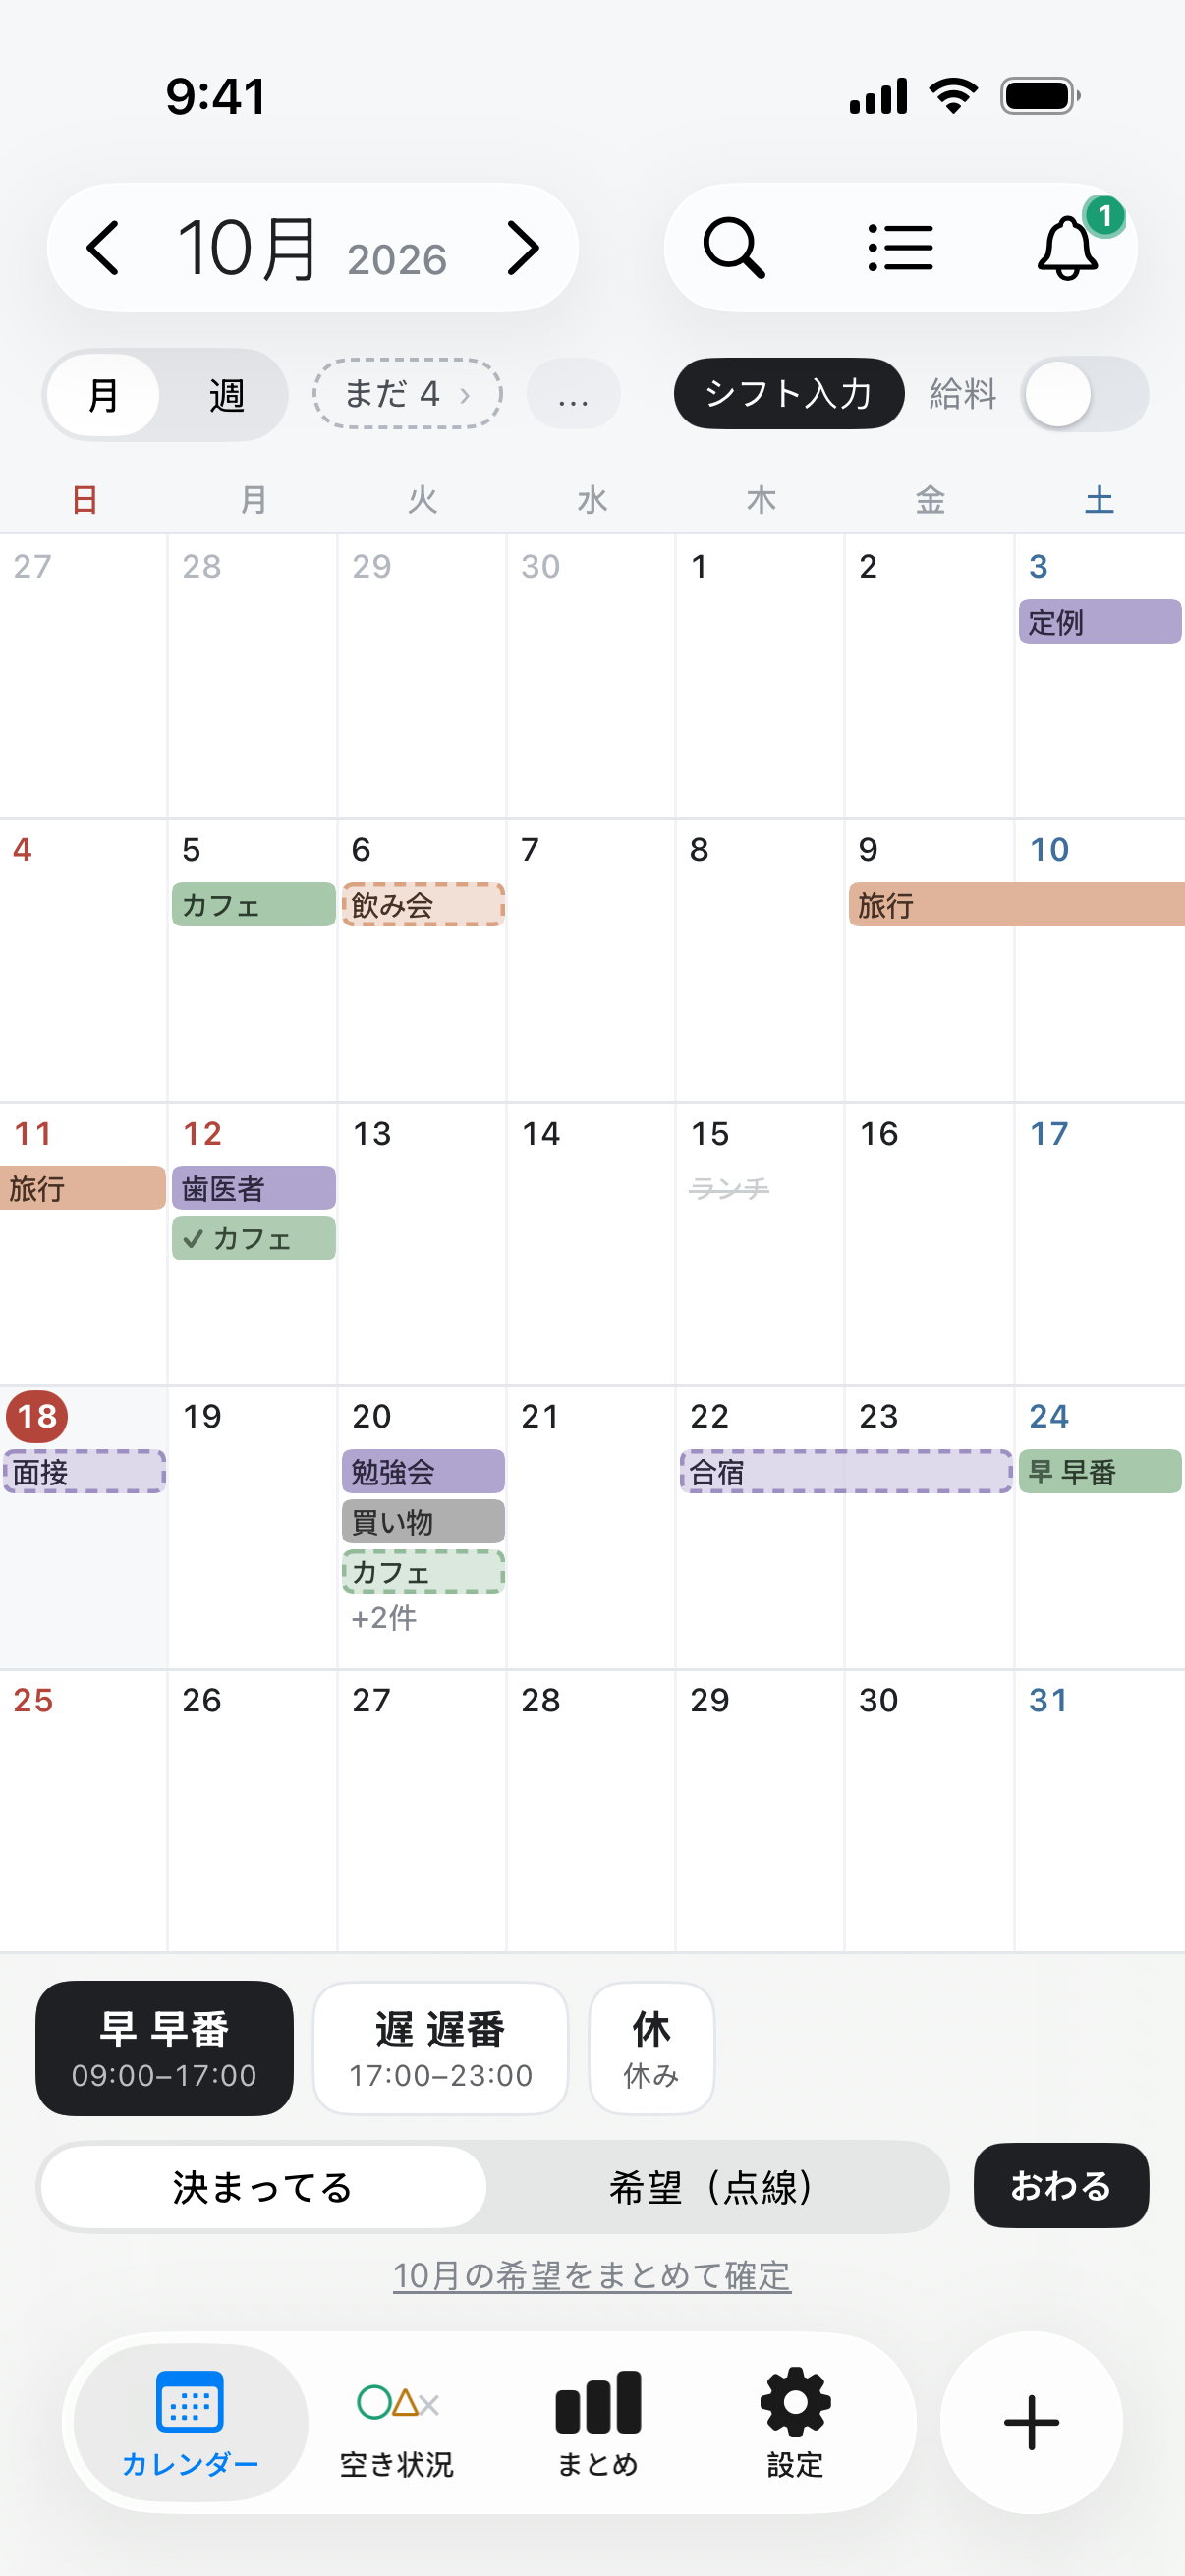 9:41
10月 2026
1
月 週 まだ 4 › … シフト入力 給料
日 月 火 水 木 金 土
27 28 29 30 1 2 3
定例
4 5 6 7 8 9 10
カフェ 飲み会 旅行
11 12 13 14 15 16 17
旅行 歯医者 ランチ
✓ カフェ
18 19 20 21 22 23 24
面接 勉強会 合宿 早 早番
買い物
カフェ
+2件
25 26 27 28 29 30 31
早 早番 遅 遅番 休
09:00–17:00 17:00–23:00 休み
決まってる 希望（点線） おわる
10月の希望をまとめて確定
○△×
カレンダー 空き状況 まとめ 設定